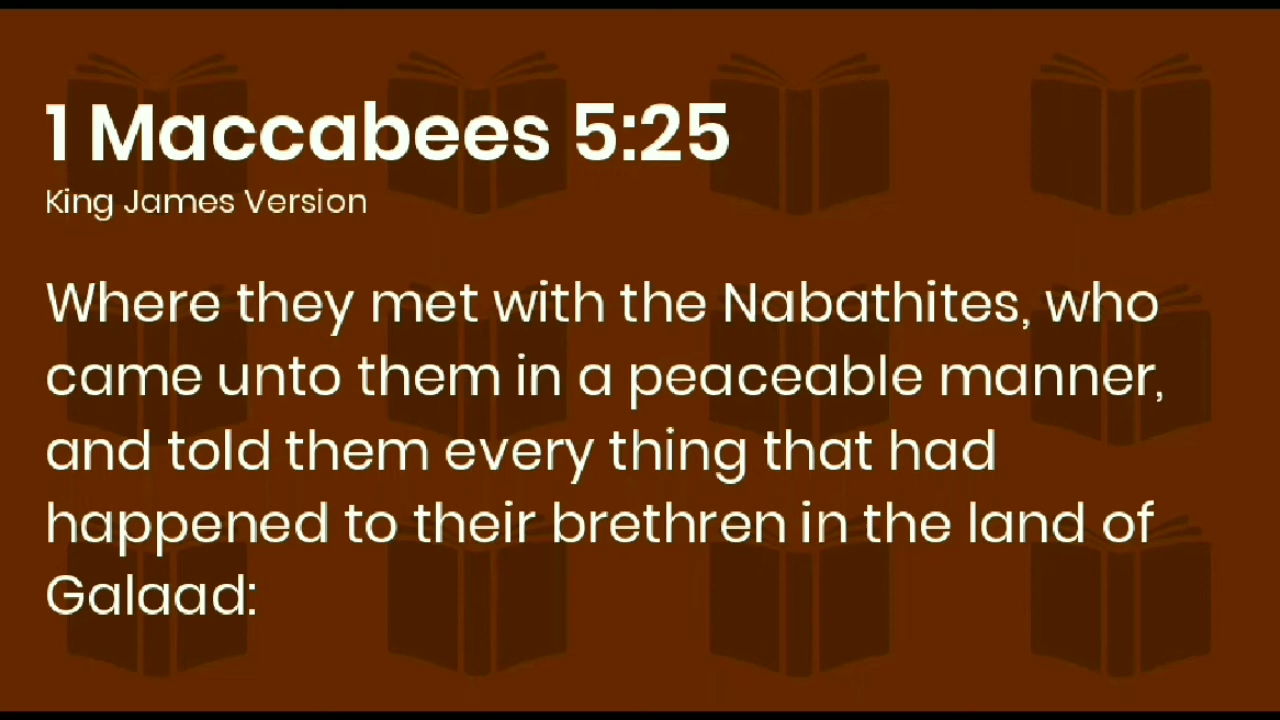 1 Maccabees 5:25
King James Version
Where they met with the Nabathites, who
came unto them in a peaceable manner,
and told them every thing that had
happened to their brethren in the land of
Galaad: